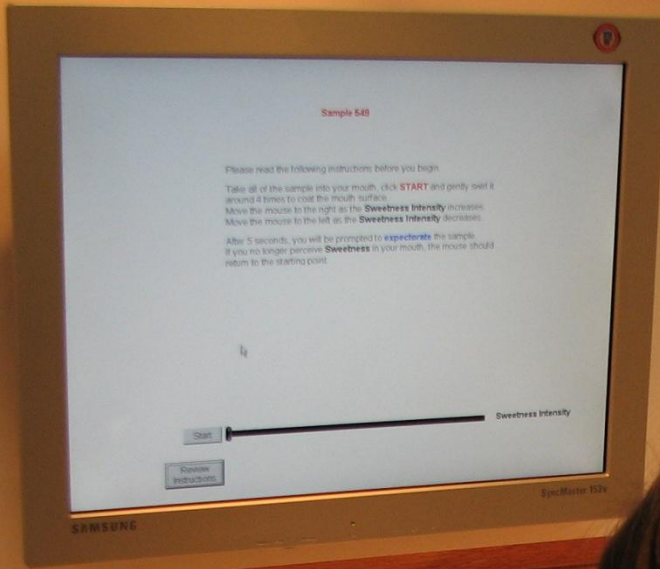 Sample 549
Please read the following instructions before you begin.
Take all of the sample into your mouth, click START and gently swirl it
around 4 times to coat the mouth surface.
Move the mouse to the right as the Sweetness Intensity increases.
Move the mouse to the left as the Sweetness Intensity decreases.
After 5 seconds, you will be prompted to expectorate the sample.
If you no longer perceive Sweetness in your mouth, the mouse should
return to the starting point.
Sweetness Intensity
Start
Review
Instructions
SyncMaster 152v
SAMSUNG